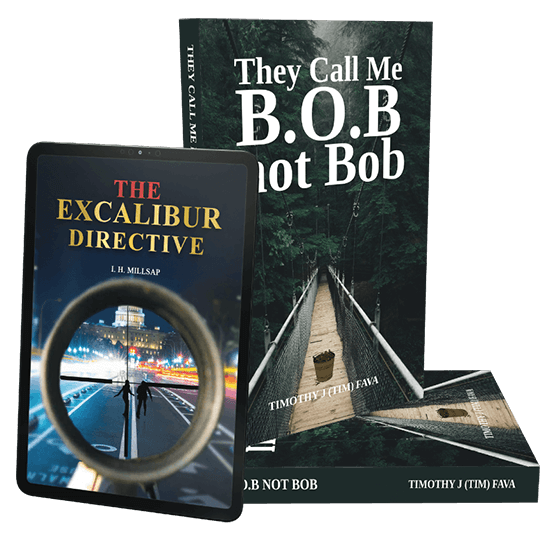 THE
EXCALIBUR
DIRECTIVE
I. H. MILLSAP
THEY CALL ME
They Call Me
B.O.B
not Bob
TIMOTHY J (TIM) FAVA
O.B NOT BOB
TIMOTHY J (TIM) FAVA